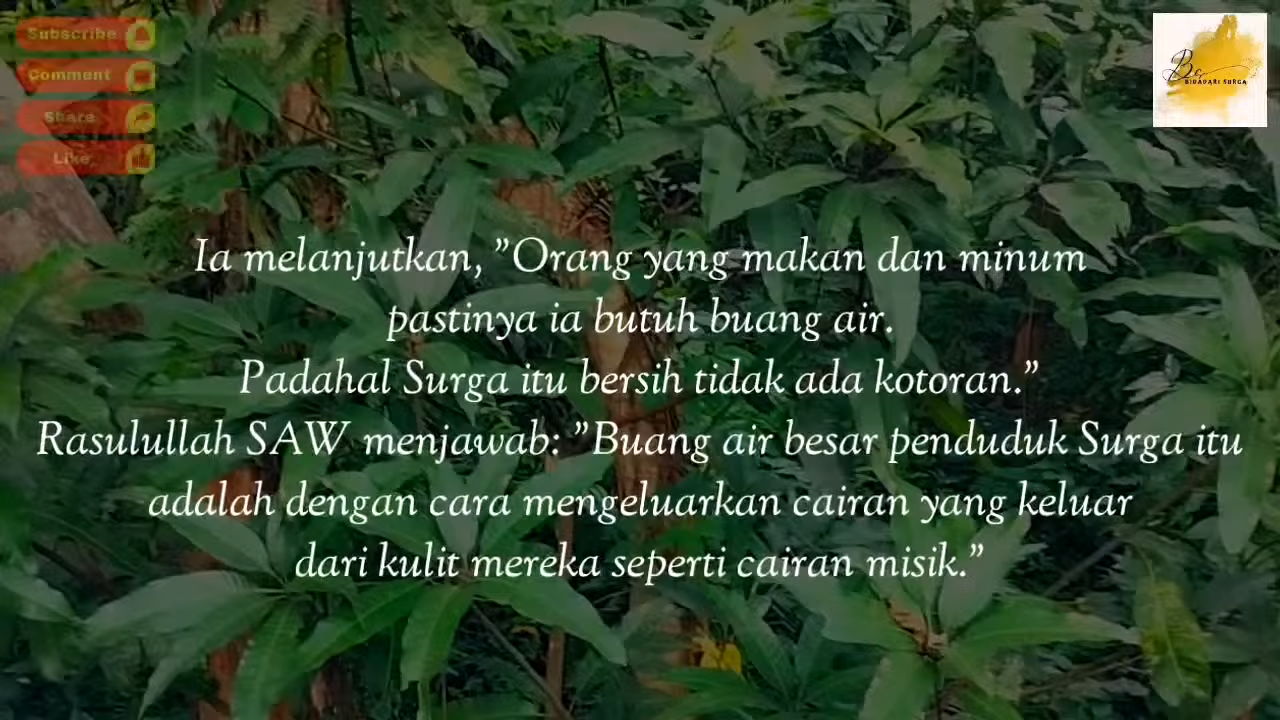 Subscribe
Comment
Share
Like
BIDADARI SURGA
Ia melanjutkan, ”Orang yang makan dan minum
pastinya ia butuh buang air.
Padahal Surga itu bersih tidak ada kotoran.”
Rasulullah SAW menjawab: ”Buang air besar penduduk Surga itu
adalah dengan cara mengeluarkan cairan yang keluar
dari kulit mereka seperti cairan misik.”